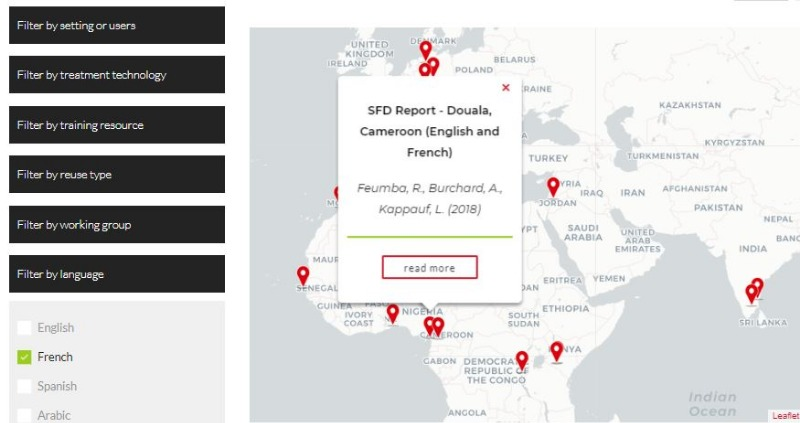 Filter by setting or users
Filter by treatment technology
Filter by training resource
Filter by reuse type
Filter by working group
Filter by language
English
French
Spanish
Arabic
UNITED
KINGDOM
IRELAND
DENMARK
BELARUS
POLAND
KAZAKHSTAN
KYRGYZSTAN
TURKMENISTAN
TURKEY
IRAQ
IRAN
AFGHANISTAN
PAKISTAN
NEPAL
JORDAN
SAUDI
ARABIA
UNITED
ARAB
EMIRATES
INDIA
×
SFD Report - Douala,
Cameroon (English and
French)
Feumba, R., Burchard, A.,
Kappauf, L. (2018)
read more
ERITREA
YEMEN
SENEGAL
GUINEA
IVORY
COAST
NIGERIA
SOUTH
SUDAN
ETHIOPIA
SRI LANKA
GABON
REPUBLIC OF
THE CONGO
ANGOLA
Indian
Ocean
Leaflet